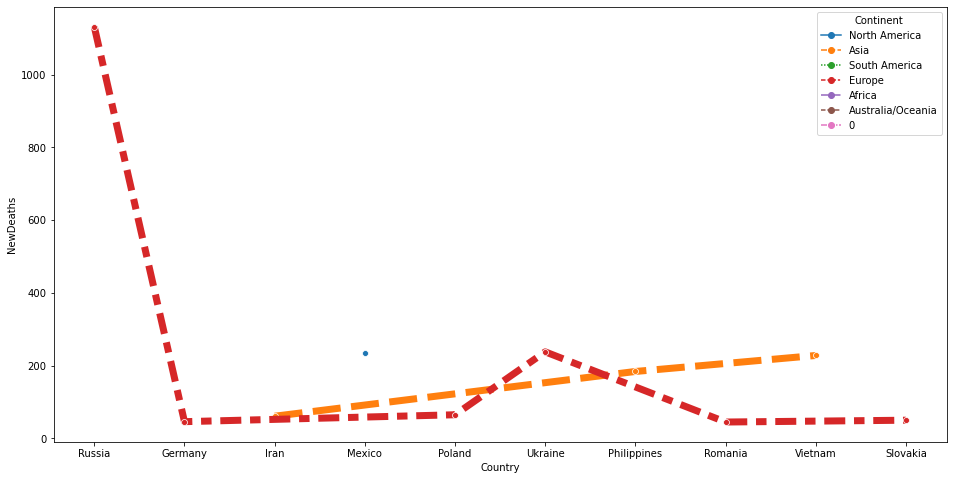 Continent
North America
Asia
South America
Europe
Africa
Australia/Oceania
0
1000
800
600
400
200
0
NewDeaths
Russia Germany Iran Mexico Poland Ukraine Philippines Romania Vietnam Slovakia
Country